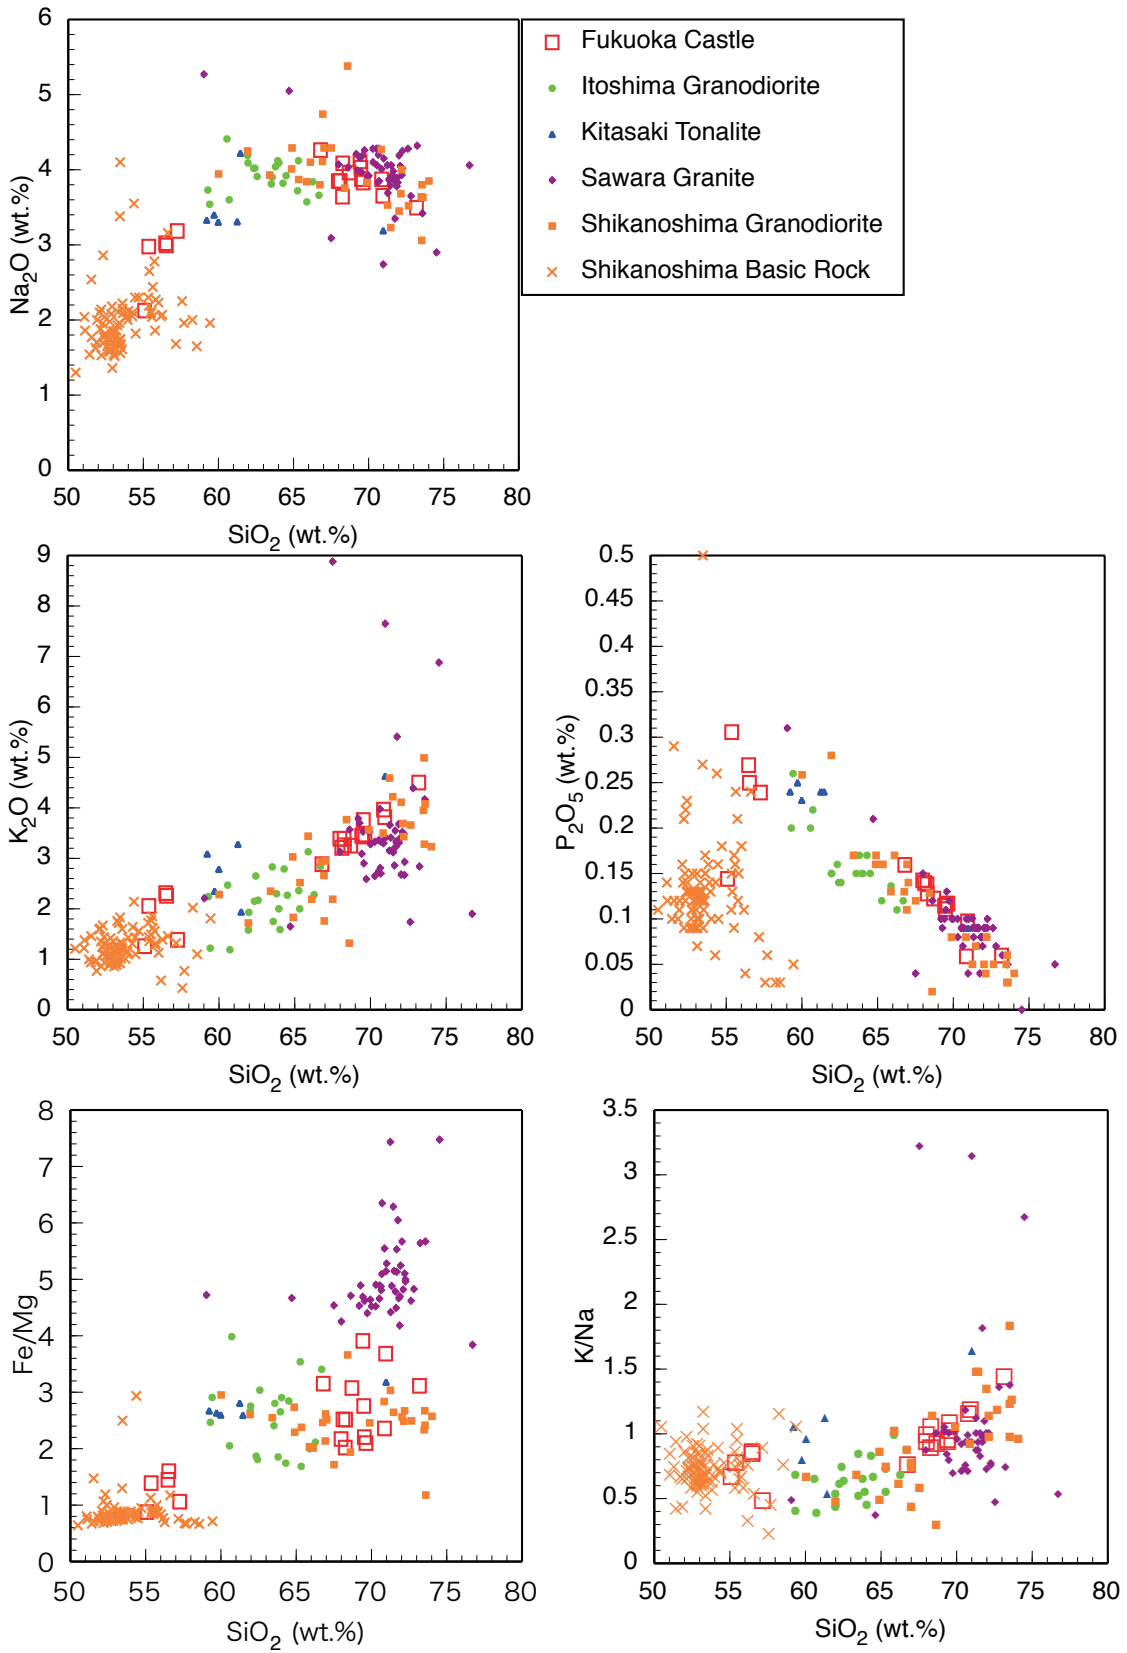 6
5
4
3
2
1
0
Na2O (wt.%)
50 55 60 65 70 75 80
SiO2 (wt.%)
Fukuoka Castle
Itoshima Granodiorite
Kitasaki Tonalite
Sawara Granite
Shikanoshima Granodiorite
Shikanoshima Basic Rock
9
8
7
6
5
4
3
2
1
0
K2O (wt.%)
50 55 60 65 70 75 80
SiO2 (wt.%)
0.5
0.45
0.4
0.35
0.3
0.25
0.2
0.15
0.1
0.05
0
P2O5 (wt.%)
50 55 60 65 70 75 80
SiO2 (wt.%)
8
7
6
5
4
3
2
1
0
Fe/Mg
50 55 60 65 70 75 80
SiO2 (wt.%)
3.5
3
2.5
2
1.5
1
0.5
0
K/Na
50 55 60 65 70 75 80
SiO2 (wt.%)